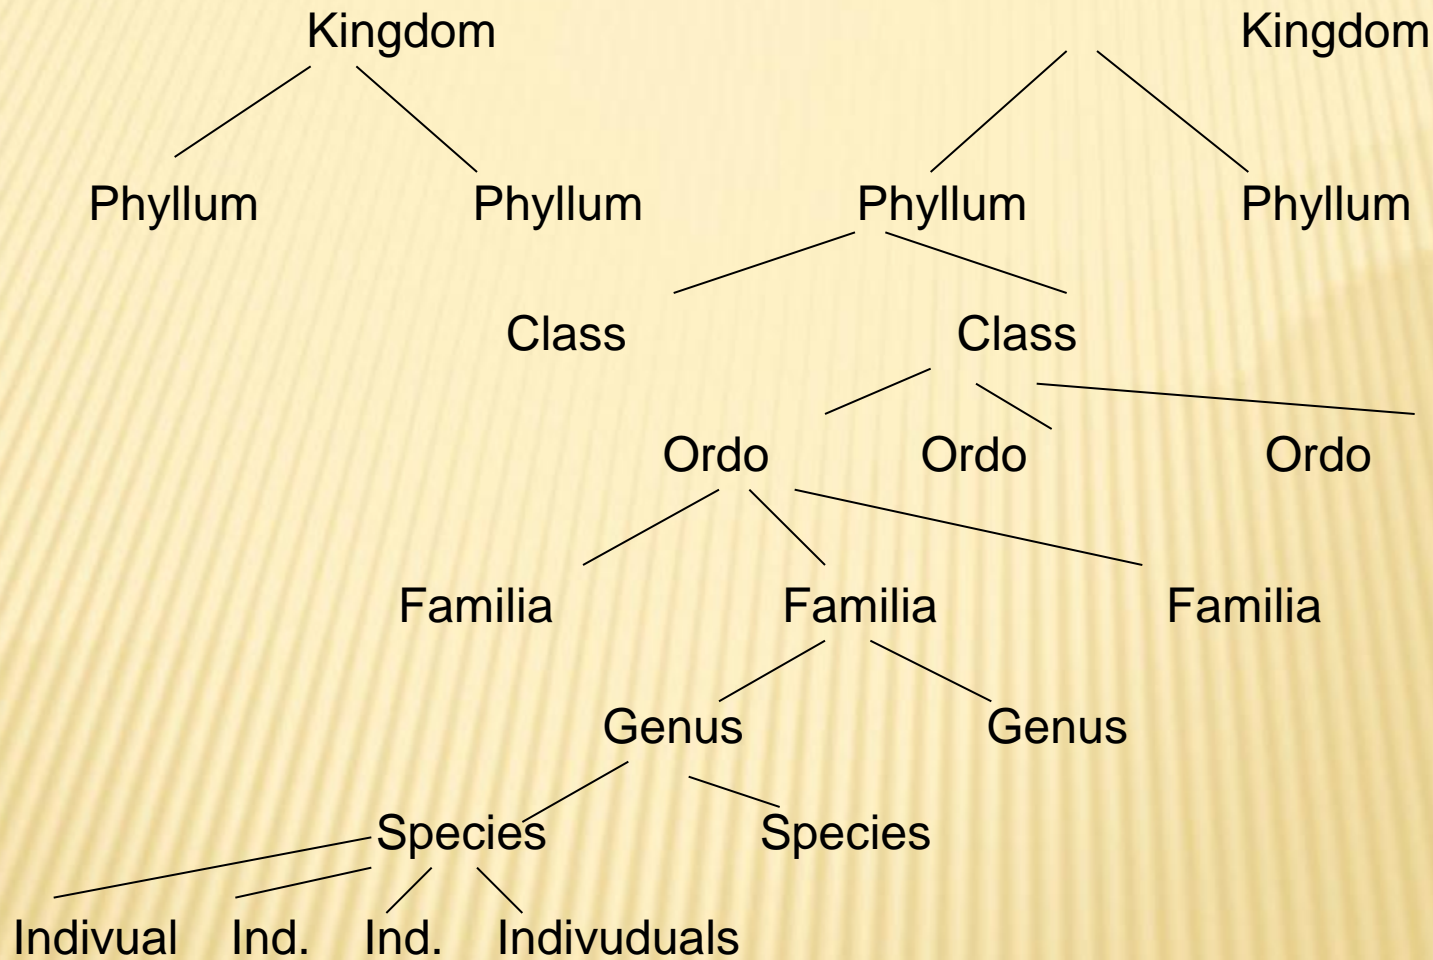 Kingdom Kingdom
Phyllum Phyllum Phyllum Phyllum
Class Class
Ordo Ordo Ordo
Familia Familia Familia
Genus Genus
Species Species
Indivual Ind. Ind. Indivuduals